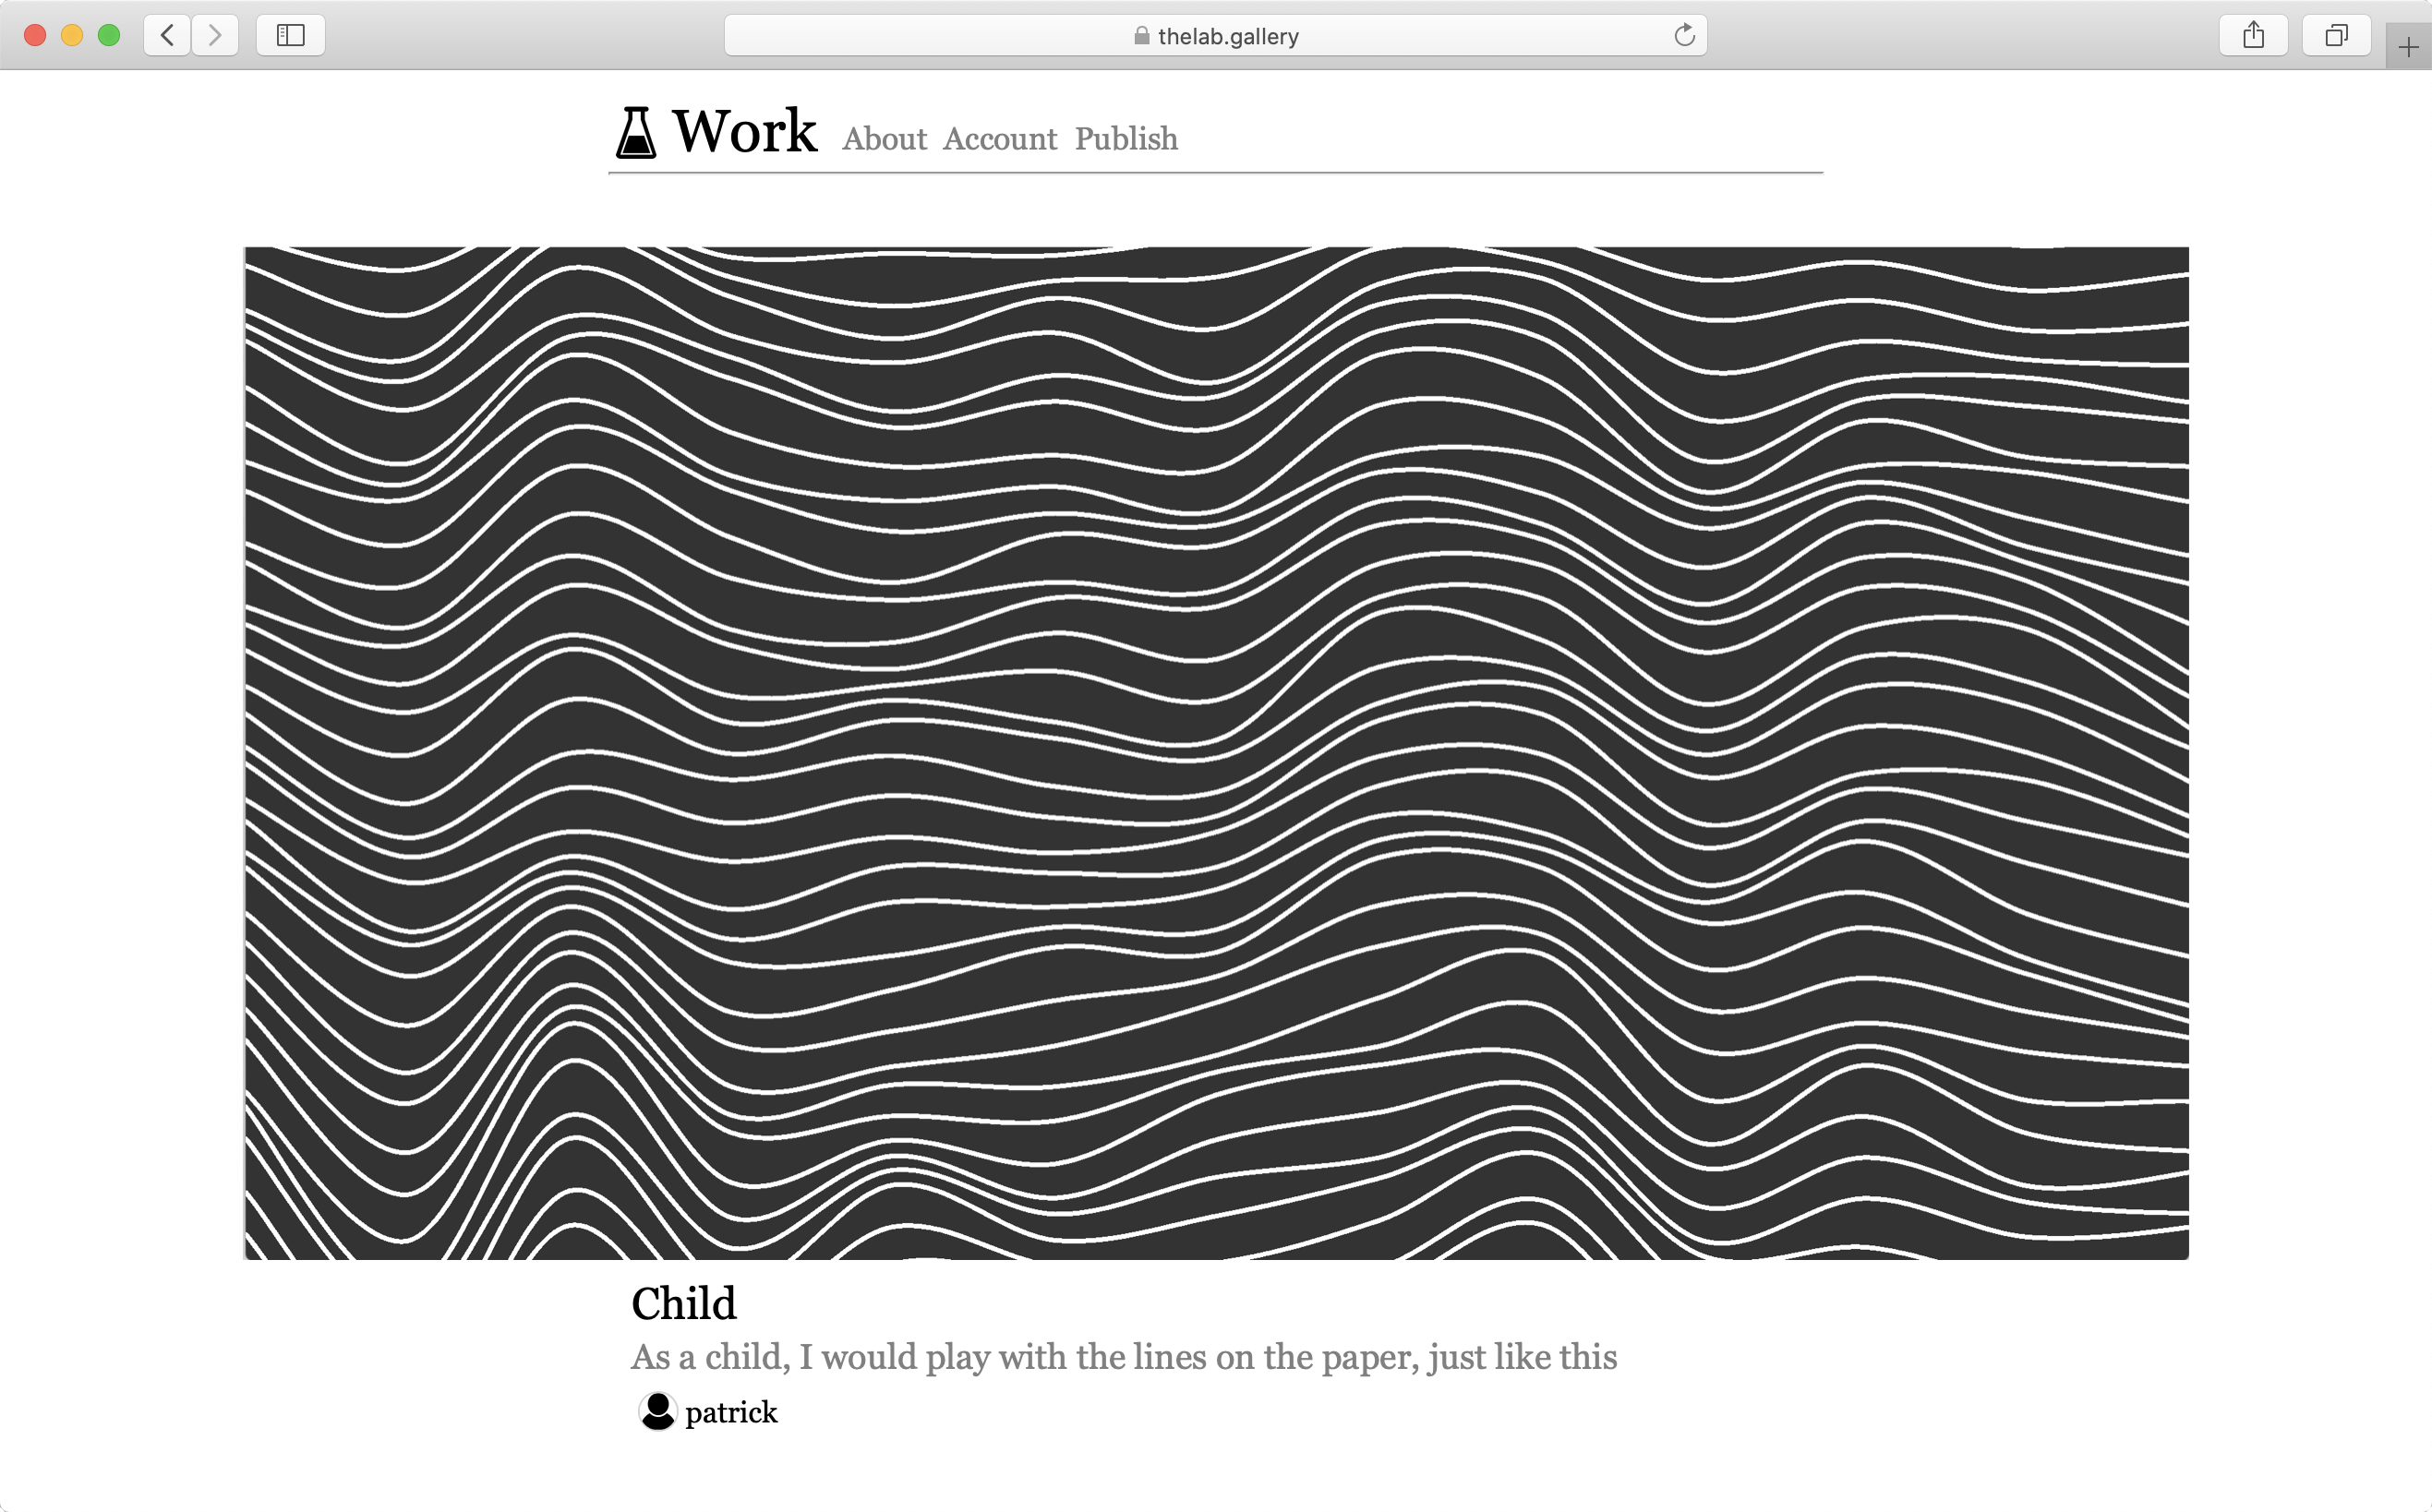 thelab.gallery
Work About Account Publish
Child
As a child, I would play with the lines on the paper, just like this
patrick